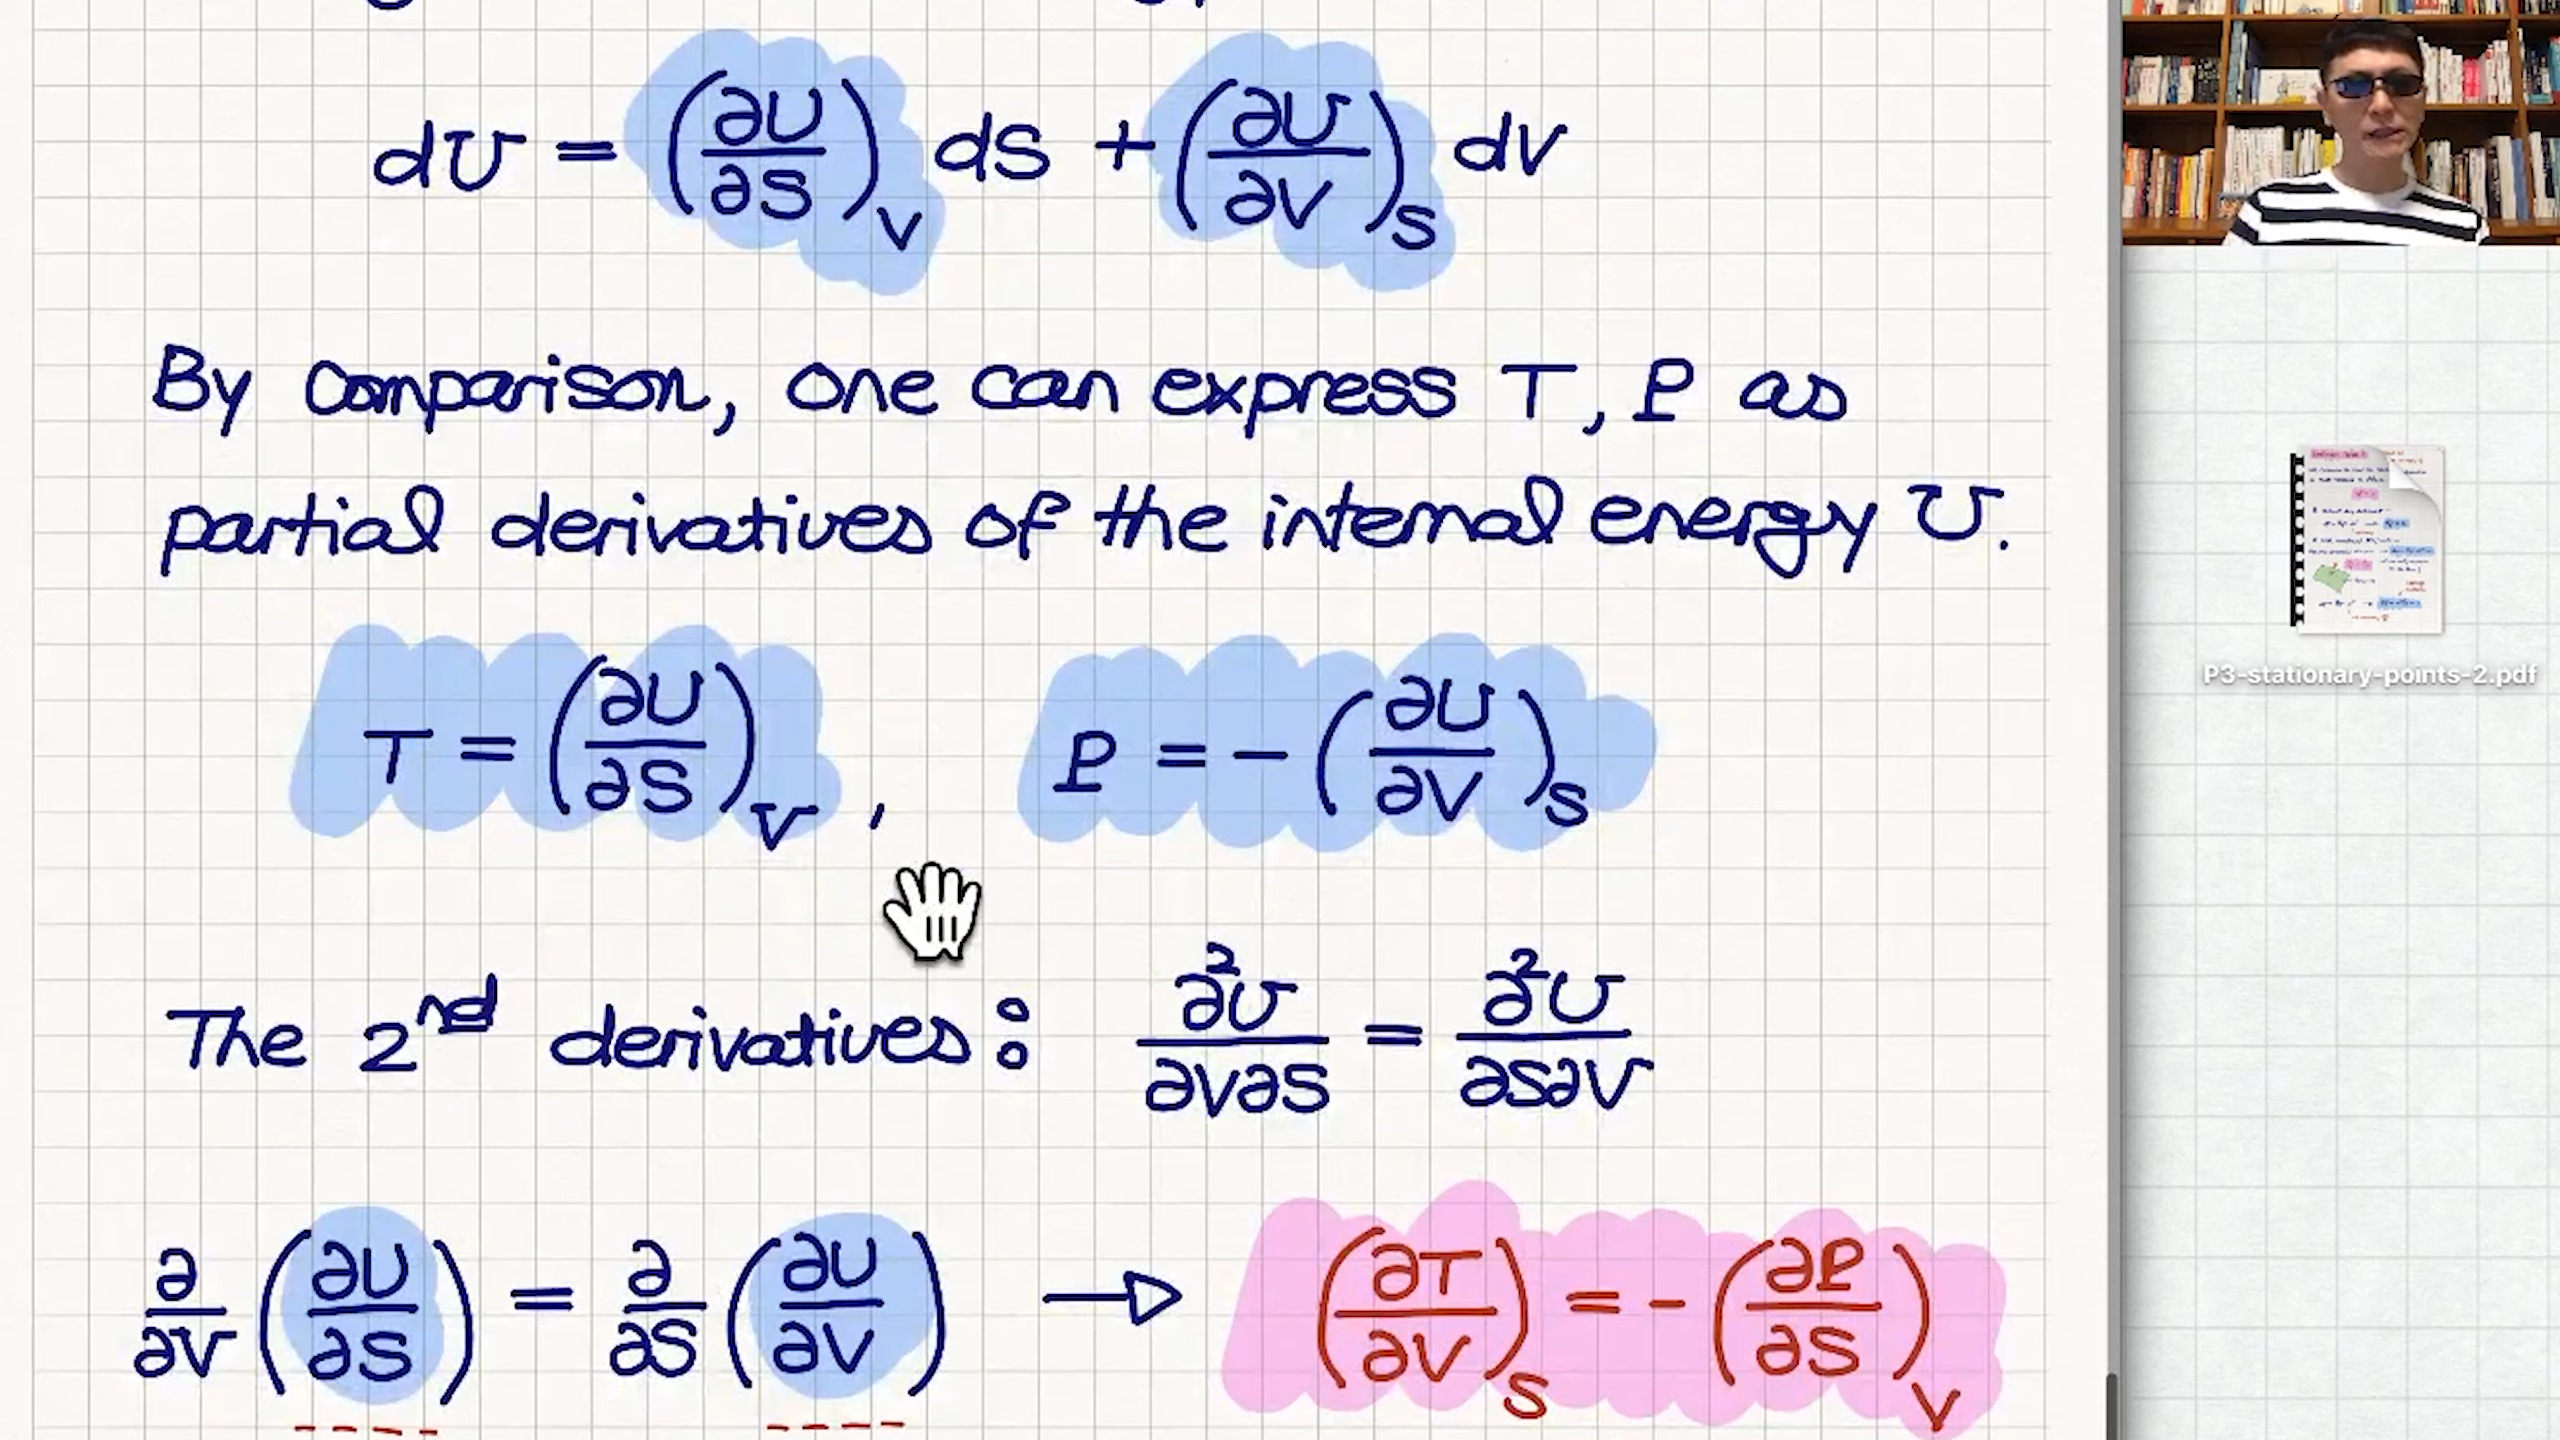 dU = (∂U/∂S)_V dS + (∂U/∂V)_S dV
By comparison, one can express T, P as
partial derivatives of the internal energy U.
T = (∂U/∂S)_V , P = - (∂U/∂V)_S
The 2nd derivatives: ∂²U/∂V∂S = ∂²U/∂S∂V
∂/∂V (∂U/∂S) = ∂/∂S (∂U/∂V) → (∂T/∂V)_S = - (∂P/∂S)_V
P3-stationary-points-2.pdf